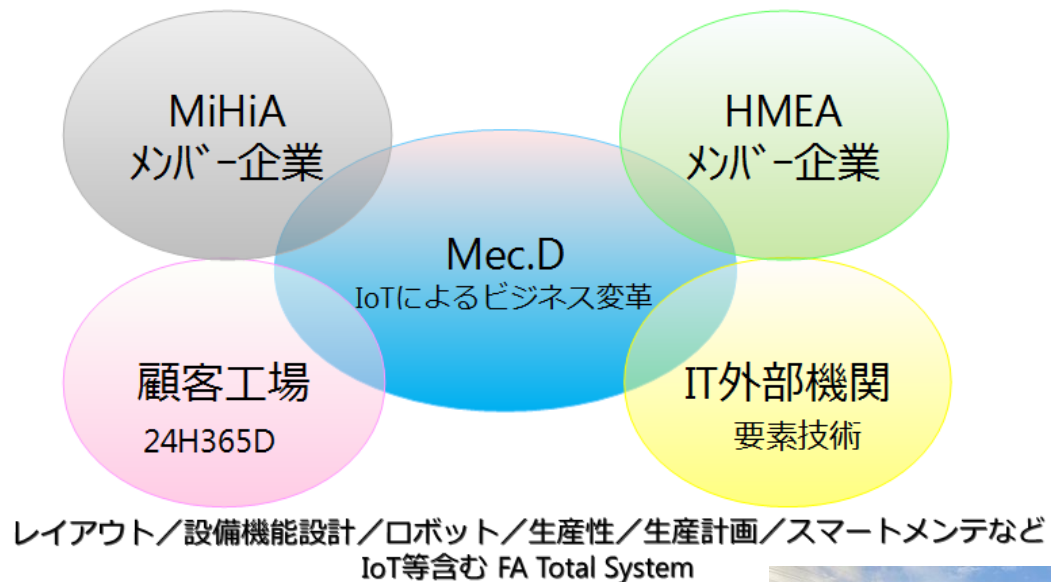 MiHiA
メンバー企業
HMEA
メンバー企業
Mec.D
IoTによるビジネス変革
顧客工場
24H365D
IT外部機関
要素技術
レイアウト／設備機能設計／ロボット／生産性／生産計画／スマートメンテなど
IoT等含む FA Total System